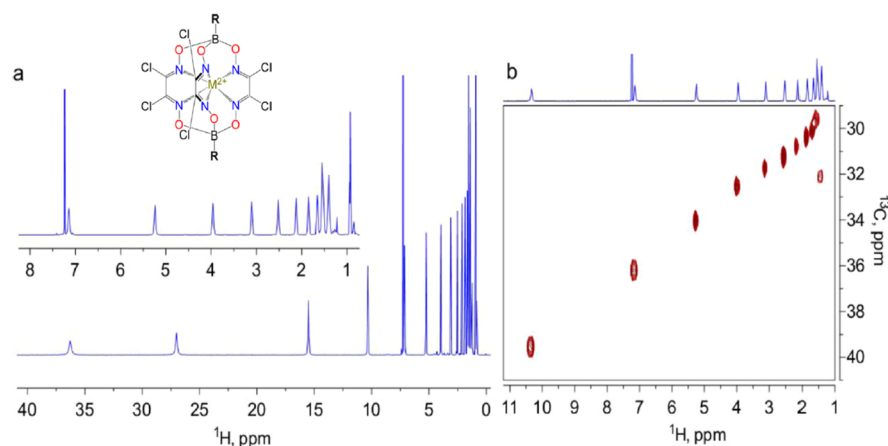 a
R
B
O O O
Cl Cl
N N N
Cl Cl
M2+
Cl Cl
N N N
O O O
B
R
8 7 6 5 4 3 2 1
40 35 30 25 20 15 10 5 0
1H, ppm
b
30
32
34
36
38
40
13C, ppm
11 10 9 8 7 6 5 4 3 2 1
1H, ppm